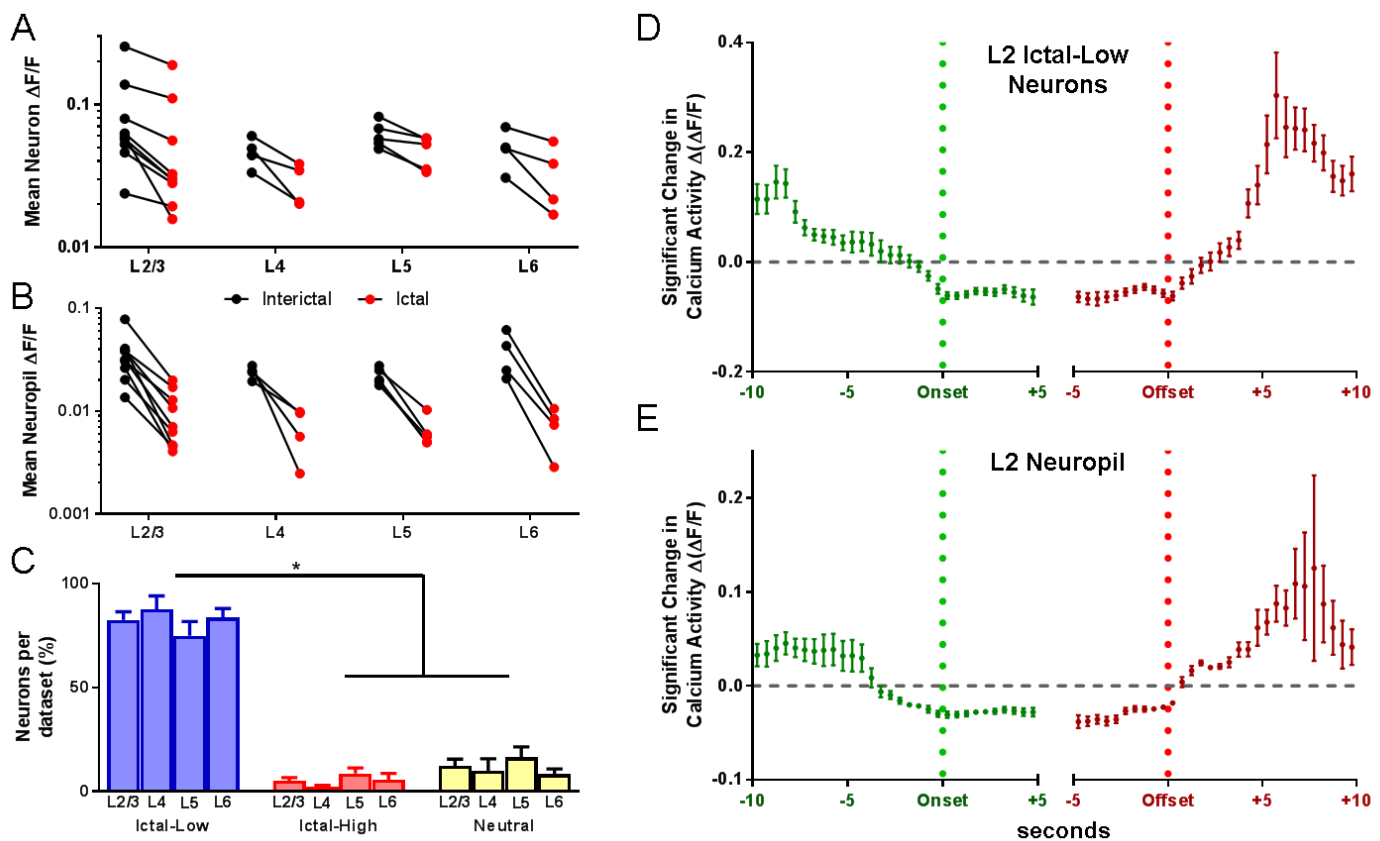 A
Mean Neuron ΔF/F
0.1
0.1
0.01
L2/3 L4 L5 L6
B
Interictal Ictal
Mean Neuropil ΔF/F
0.1
0.01
0.001
L2/3 L4 L5 L6
C
Neurons per
dataset (%)
100
50
0
*
L2/3 L4 L5 L6 L2/3 L4 L5 L6 L2/3 L4 L5 L6
Ictal-Low Ictal-High Neutral
D
L2 Ictal-Low
Neurons
Significant Change in
Calcium Activity Δ(ΔF/F)
0.4
0.2
0.0
-0.2
-10 -5 Onset +5 -5 Offset +5 +10
E
L2 Neuropil
Significant Change in
Calcium Activity Δ(ΔF/F)
0.2
0.1
0.0
-0.1
-10 -5 Onset +5 -5 Offset +5 +10
seconds